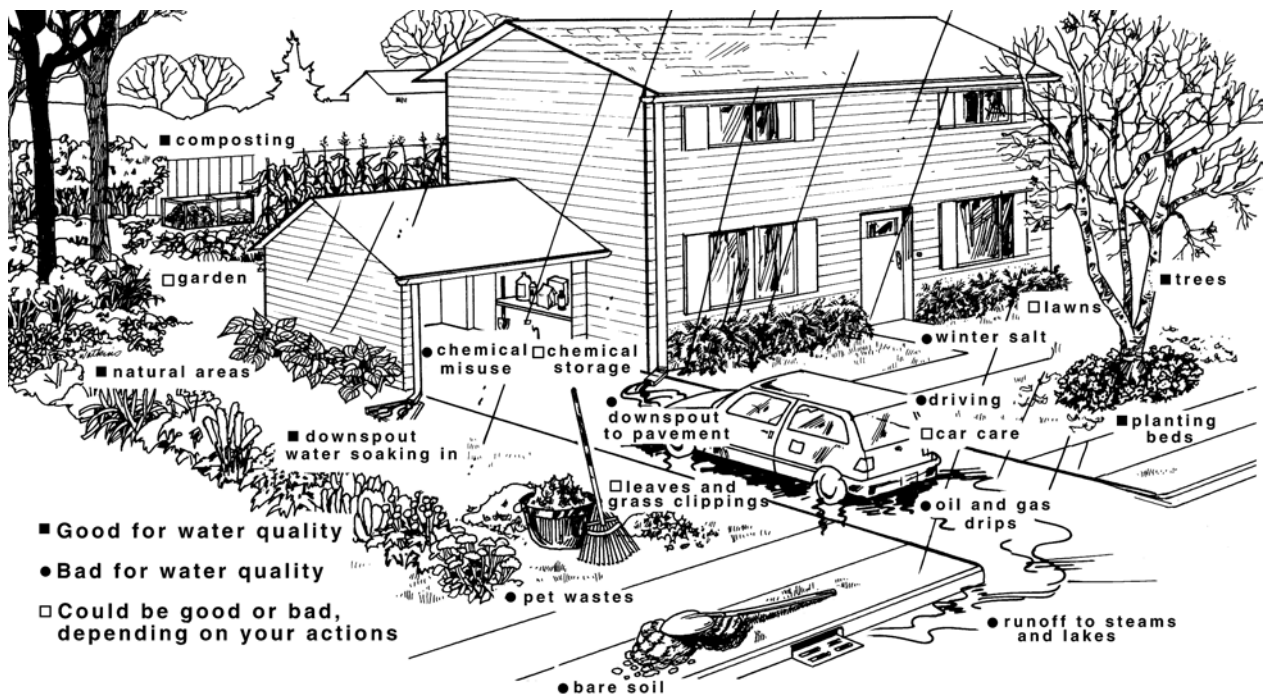 ■ composting
□ garden
■ trees
□ lawns
● winter salt
● chemical
misuse
□ chemical
storage
■ natural areas
● driving
● downspout
to pavement
■ planting
beds
□ car care
■ downspout
water soaking in
□ leaves and
grass clippings
● oil and gas
drips
■ Good for water quality
● Bad for water quality
□ Could be good or bad,
depending on your actions
● pet wastes
● runoff to steams
and lakes
● bare soil